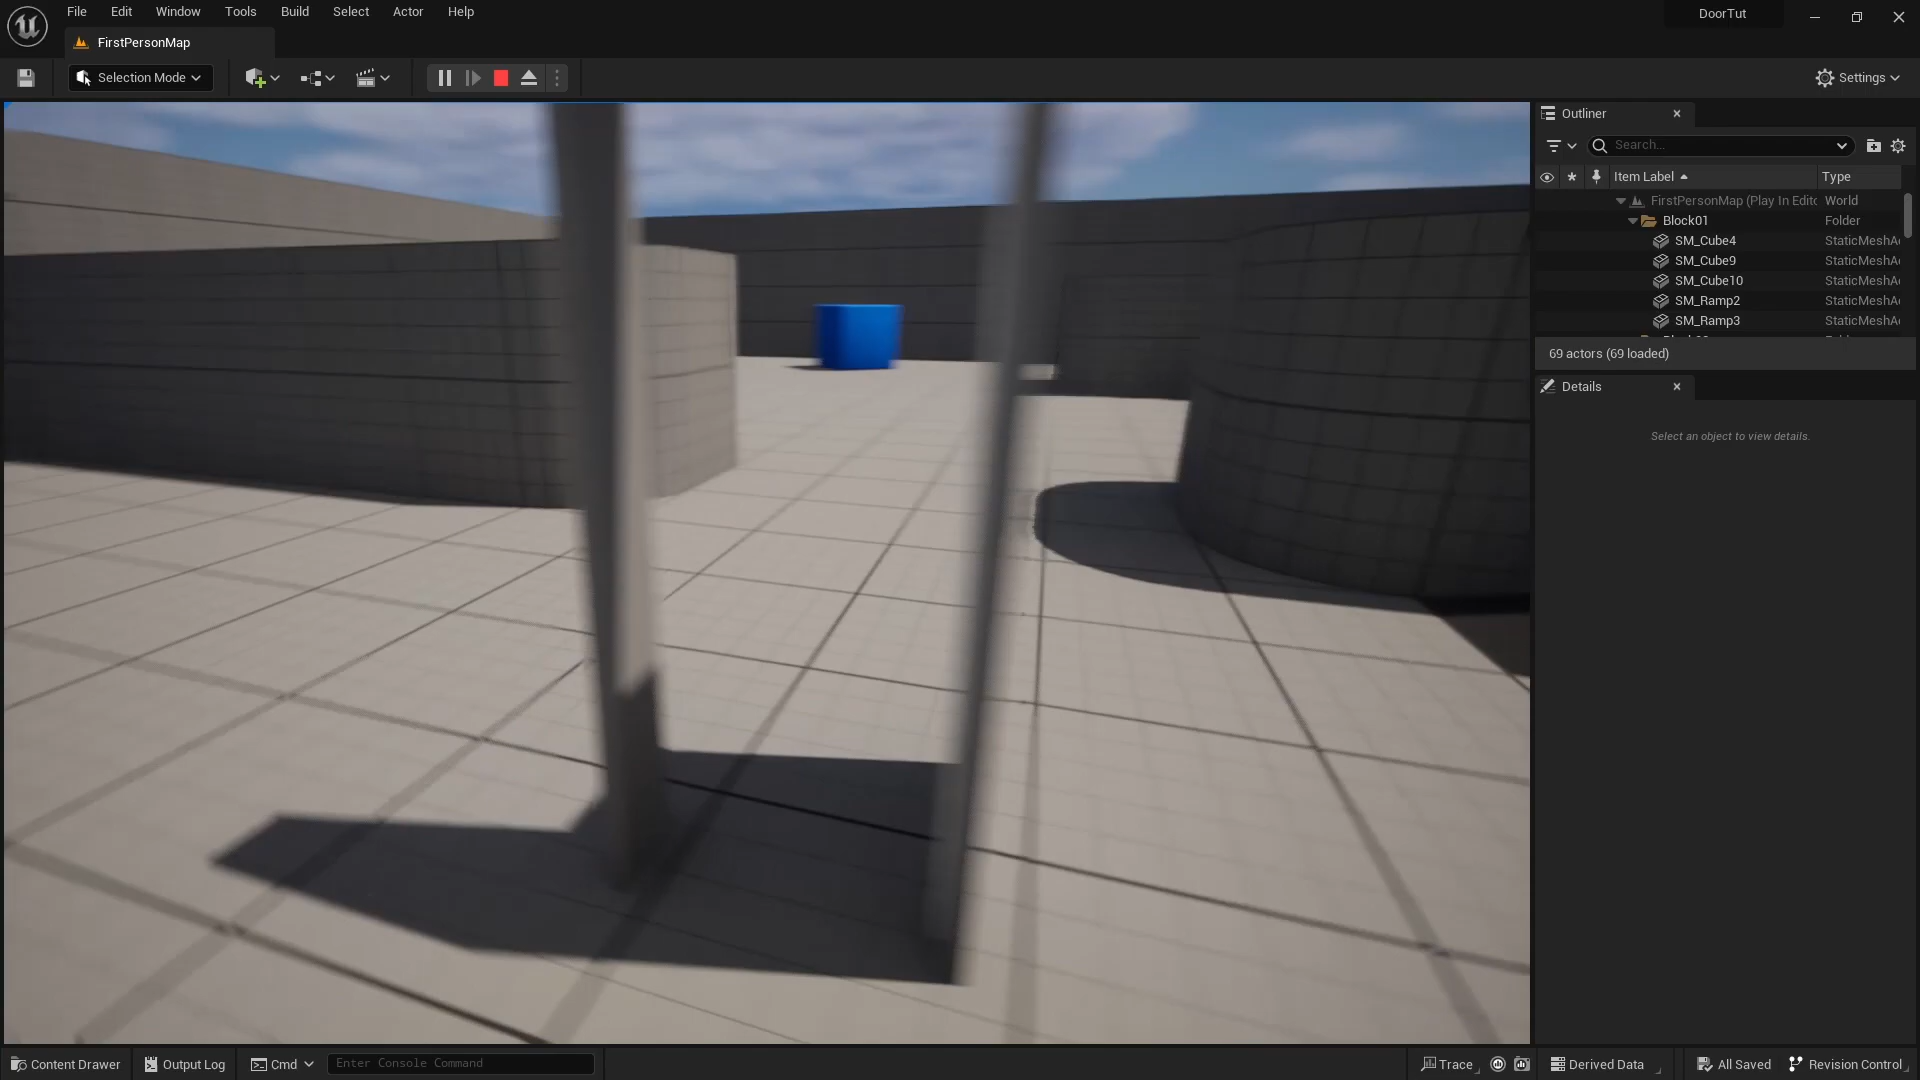 File Edit Window Tools Build Select Actor Help
DoorTut
FirstPersonMap
Selection Mode
Settings
Outliner
Search...
Item Label Type
FirstPersonMap (Play In Edito World
Block01 Folder
SM_Cube4 StaticMeshA
SM_Cube9 StaticMeshA
SM_Cube10 StaticMeshA
SM_Ramp2 StaticMeshA
SM_Ramp3 StaticMeshA
69 actors (69 loaded)
Details
Select an object to view details.
Content Drawer Output Log Cmd Enter Console Command Trace Derived Data All Saved Revision Control